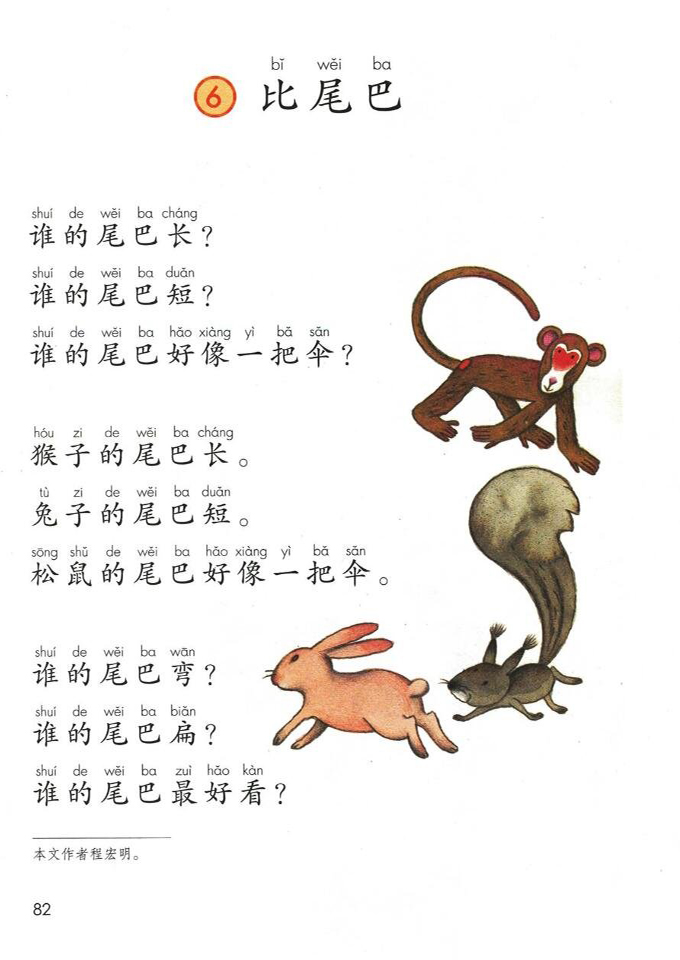 bǐ wěi ba
6 比尾巴
shuí de wěi ba cháng
谁的尾巴长？
shuí de wěi ba duǎn
谁的尾巴短？
shuí de wěi ba hǎo xiàng yì bǎ sǎn
谁的尾巴好像一把伞？
hóu zi de wěi ba cháng
猴子的尾巴长。
tù zi de wěi ba duǎn
兔子的尾巴短。
sōng shǔ de wěi ba hǎo xiàng yì bǎ sǎn
松鼠的尾巴好像一把伞。
shuí de wěi ba wān
谁的尾巴弯？
shuí de wěi ba biǎn
谁的尾巴扁？
shuí de wěi ba zuì hǎo kàn
谁的尾巴最好看？
本文作者程宏明。
82